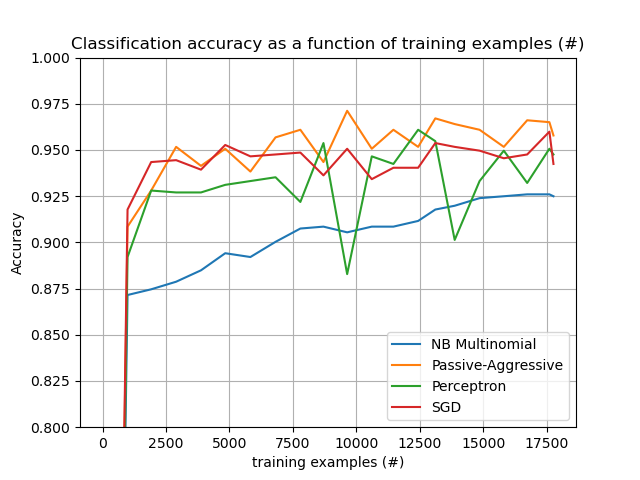 Classification accuracy as a function of training examples (#)
1.000
0.975
0.950
0.925
0.900
0.875
0.850
0.825
0.800
Accuracy
NB Multinomial
Passive-Aggressive
Perceptron
SGD
0 2500 5000 7500 10000 12500 15000 17500
training examples (#)